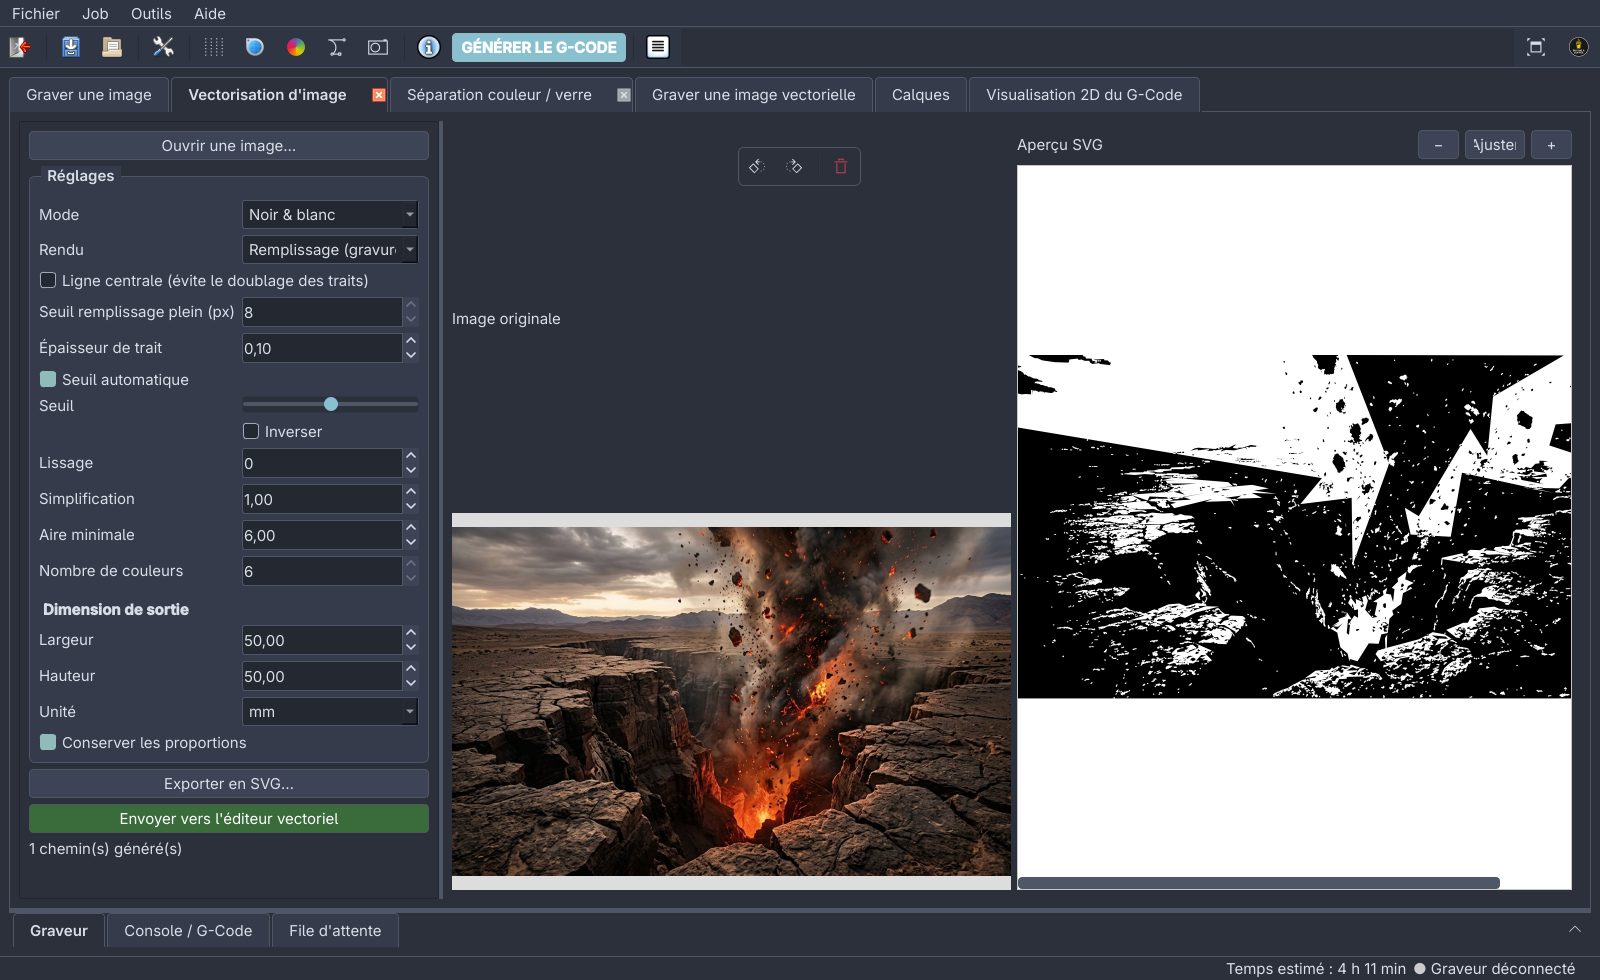 Fichier Job Outils Aide
GÉNÉRER LE G-CODE
Graver une image Vectorisation d'image Séparation couleur / verre Graver une image vectorielle Calques Visualisation 2D du G-Code
Ouvrir une image...
Réglages
Mode Noir & blanc
Rendu Remplissage (gravur
Ligne centrale (évite le doublage des traits)
Seuil remplissage plein (px) 8
Épaisseur de trait 0,10
Seuil automatique
Seuil
Inverser
Lissage 0
Simplification 1,00
Aire minimale 6,00
Nombre de couleurs 6
Dimension de sortie
Largeur 50,00
Hauteur 50,00
Unité mm
Conserver les proportions
Exporter en SVG...
Envoyer vers l'éditeur vectoriel
1 chemin(s) généré(s)
Image originale
Aperçu SVG − Ajuster +
Graveur Console / G-Code File d'attente
Temps estimé : 4 h 11 min Graveur déconnecté